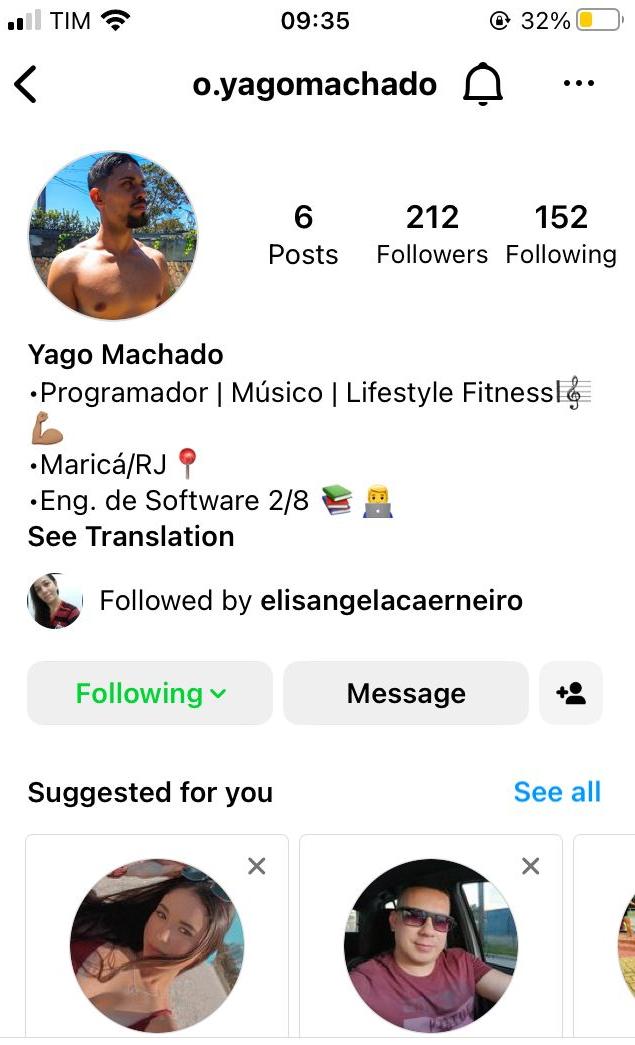 TIM 09:35 32%
o.yagomachado
6 212 152
Posts Followers Following
Yago Machado
•Programador | Músico | Lifestyle Fitness|🎼
💪🏽
•Maricá/RJ📍
•Eng. de Software 2/8 📚👨‍💻
See Translation
Followed by elisangelacaerneiro
Following Message
Suggested for you See all